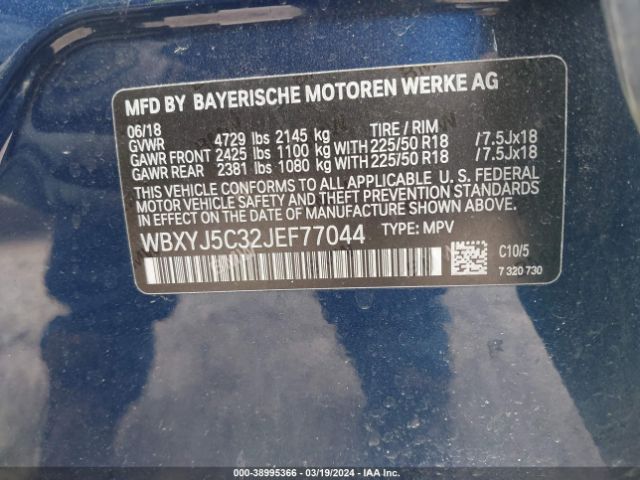 MFD BY BAYERISCHE MOTOREN WERKE AG
06/18 TIRE / RIM
GVWR 4729 lbs 2145 kg
GAWR FRONT 2425 lbs 1100 kg WITH 225/50 R18 /7.5Jx18
GAWR REAR 2381 lbs 1080 kg WITH 225/50 R18 /7.5Jx18
THIS VEHICLE CONFORMS TO ALL APPLICABLE U. S. FEDERAL
MOTOR VEHICLE SAFETY AND THEFT PREVENTION STANDARDS
IN EFFECT ON THE DATE OF MANUFACTURE SHOWN ABOVE.
WBXYJ5C32JEF77044 TYPE: MPV
C10/5
7 320 730
000-38995366 / 03/19/2024 / IAA Inc.